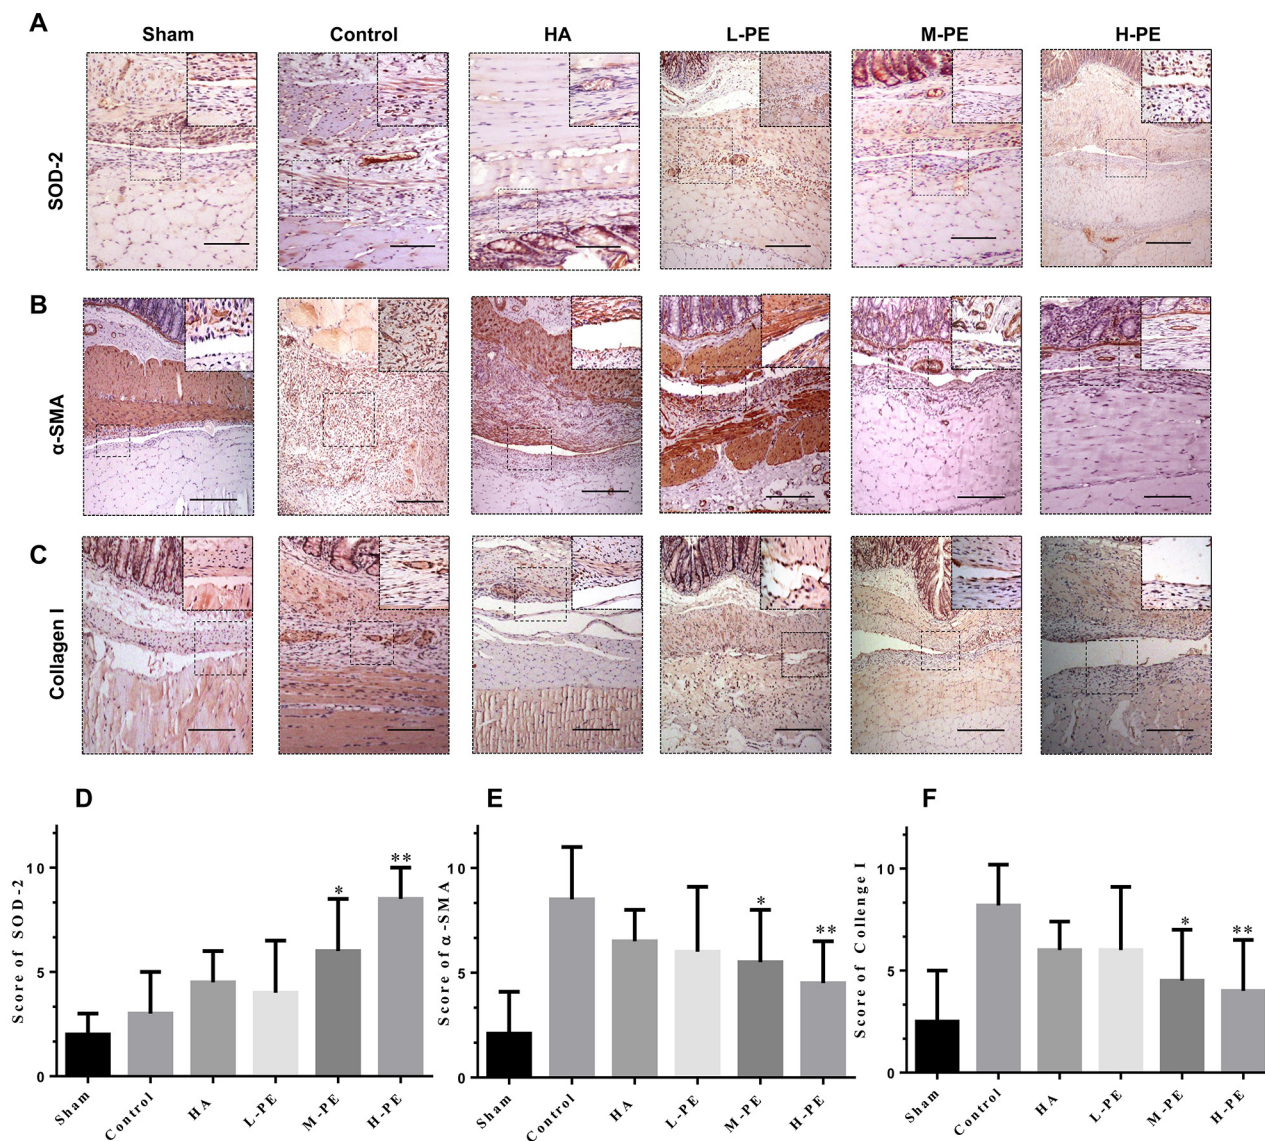 A
Sham Control HA L-PE M-PE H-PE
SOD-2
B
α-SMA
C
Collagen I
D
Score of SOD-2
10
5
0
* **
Sham Control HA L-PE M-PE H-PE
E
Score of α-SMA
10
5
0
* **
Sham Control HA L-PE M-PE H-PE
F
Score of Collenge I
10
5
0
* **
Sham Control HA L-PE M-PE H-PE